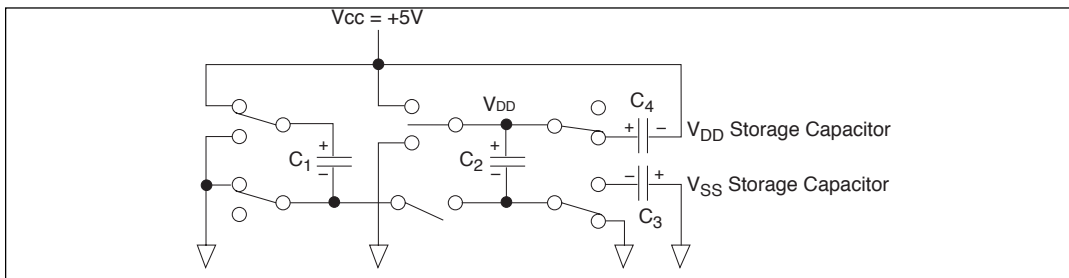 Vcc = +5V
VDD
C4
+ −
VDD Storage Capacitor
+
C1
−
+
C2
−
− +
VSS Storage Capacitor
C3